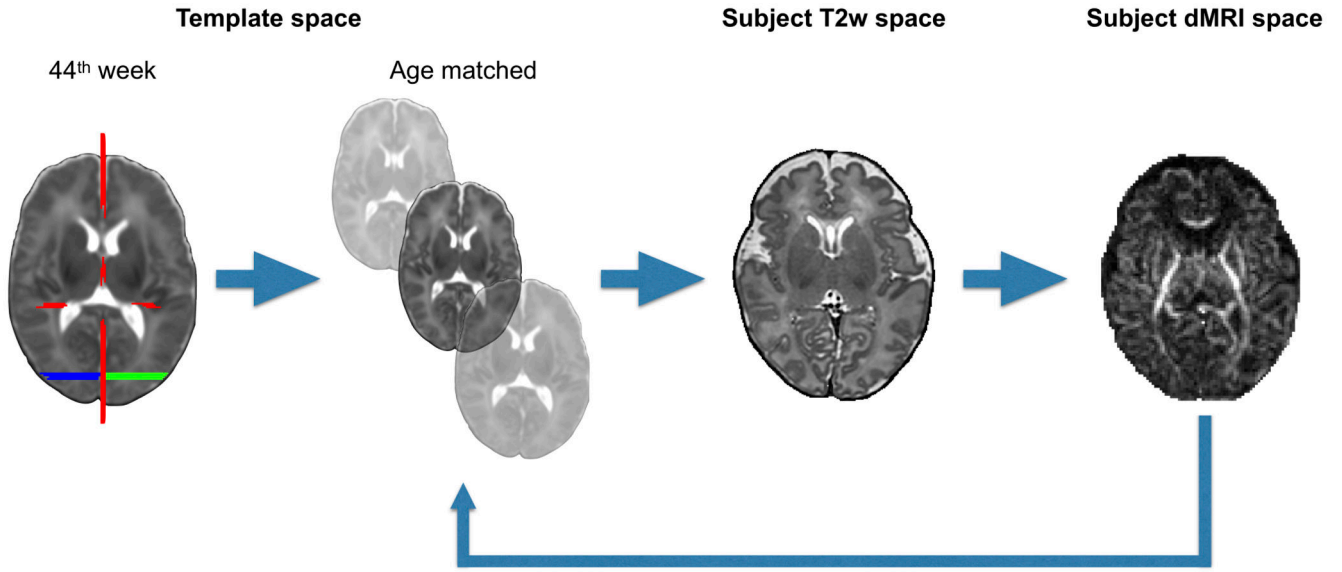 Template space
Subject T2w space
Subject dMRI space
44th week
Age matched